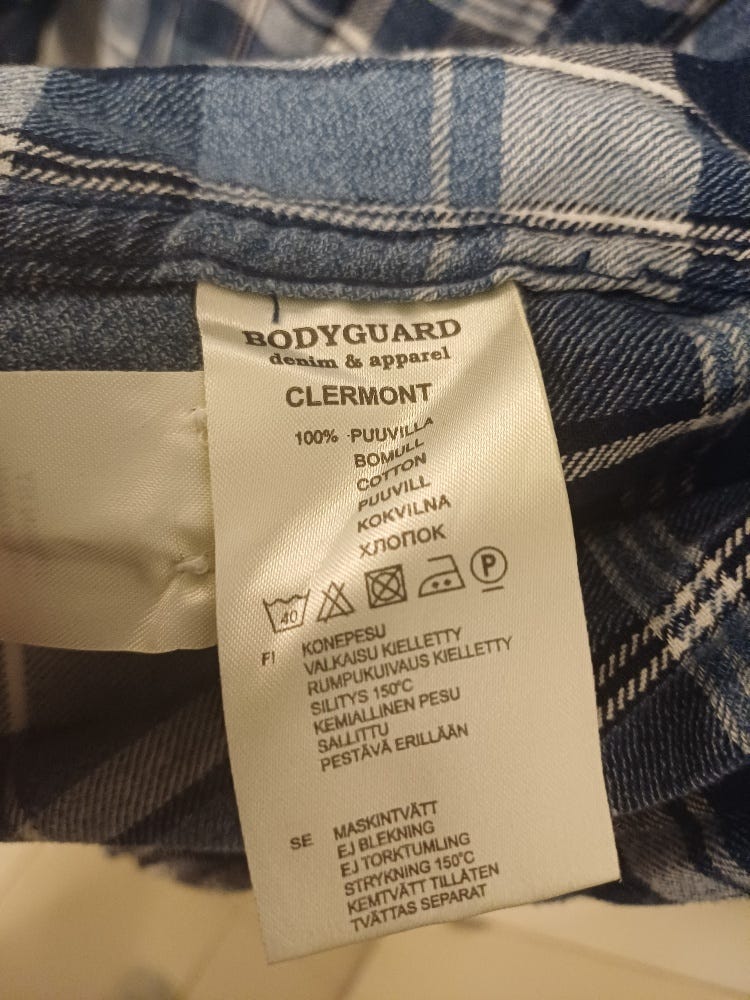 BODYGUARD
denim & apparel
CLERMONT
100% PUUVILLA
BOMULL
COTTON
PUUVILL
KOKVILNA
ХЛОПОК
40 P
FI KONEPESU
VALKAISU KIELLETTY
RUMPUKUIVAUS KIELLETTY
SILITYS 150°C
KEMIALLINEN PESU
SALLITTU
PESTÄVÄ ERILLÄÄN
SE MASKINTVÄTT
EJ BLEKNING
EJ TORKTUMLING
STRYKNING 150°C
KEMTVÄTT TILLÄTEN
TVÄTTAS SEPARAT